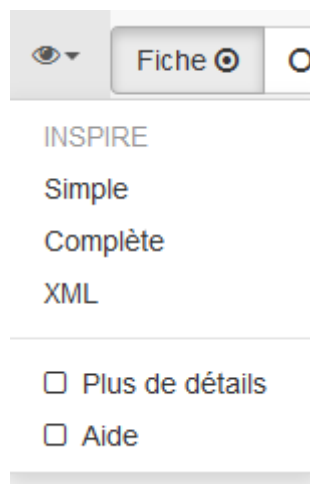 Fiche
INSPIRE
Simple
Complète
XML
Plus de détails
Aide